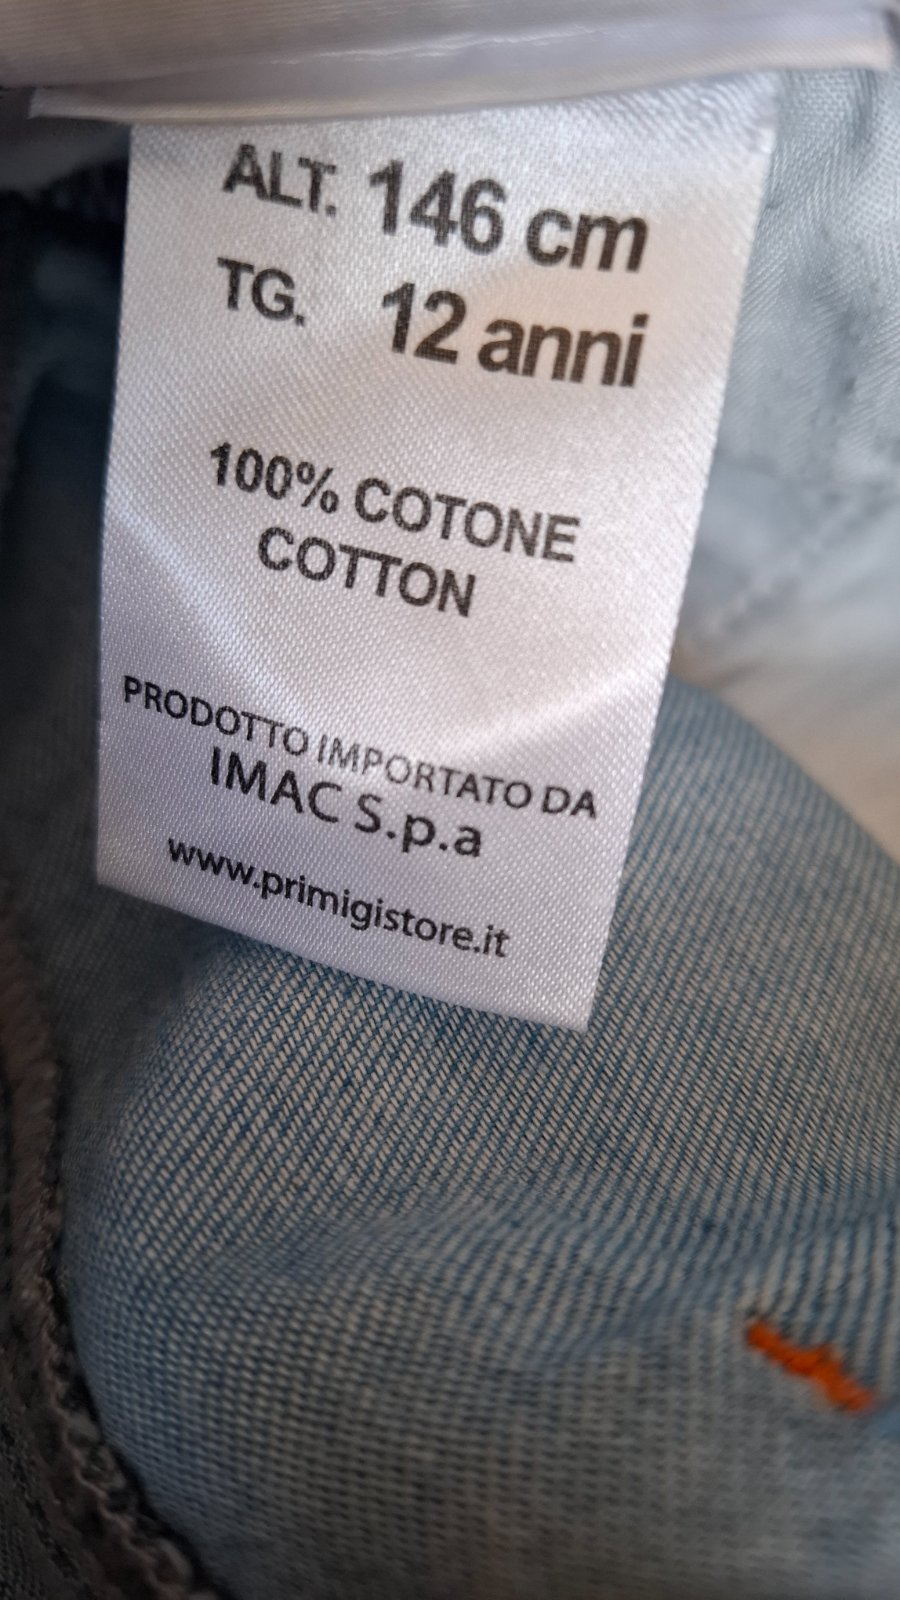 ALT. 146 cm
TG. 12 anni
100% COTONE
COTTON
PRODOTTO IMPORTATO DA
IMAC S.p.a
www.primigistore.it